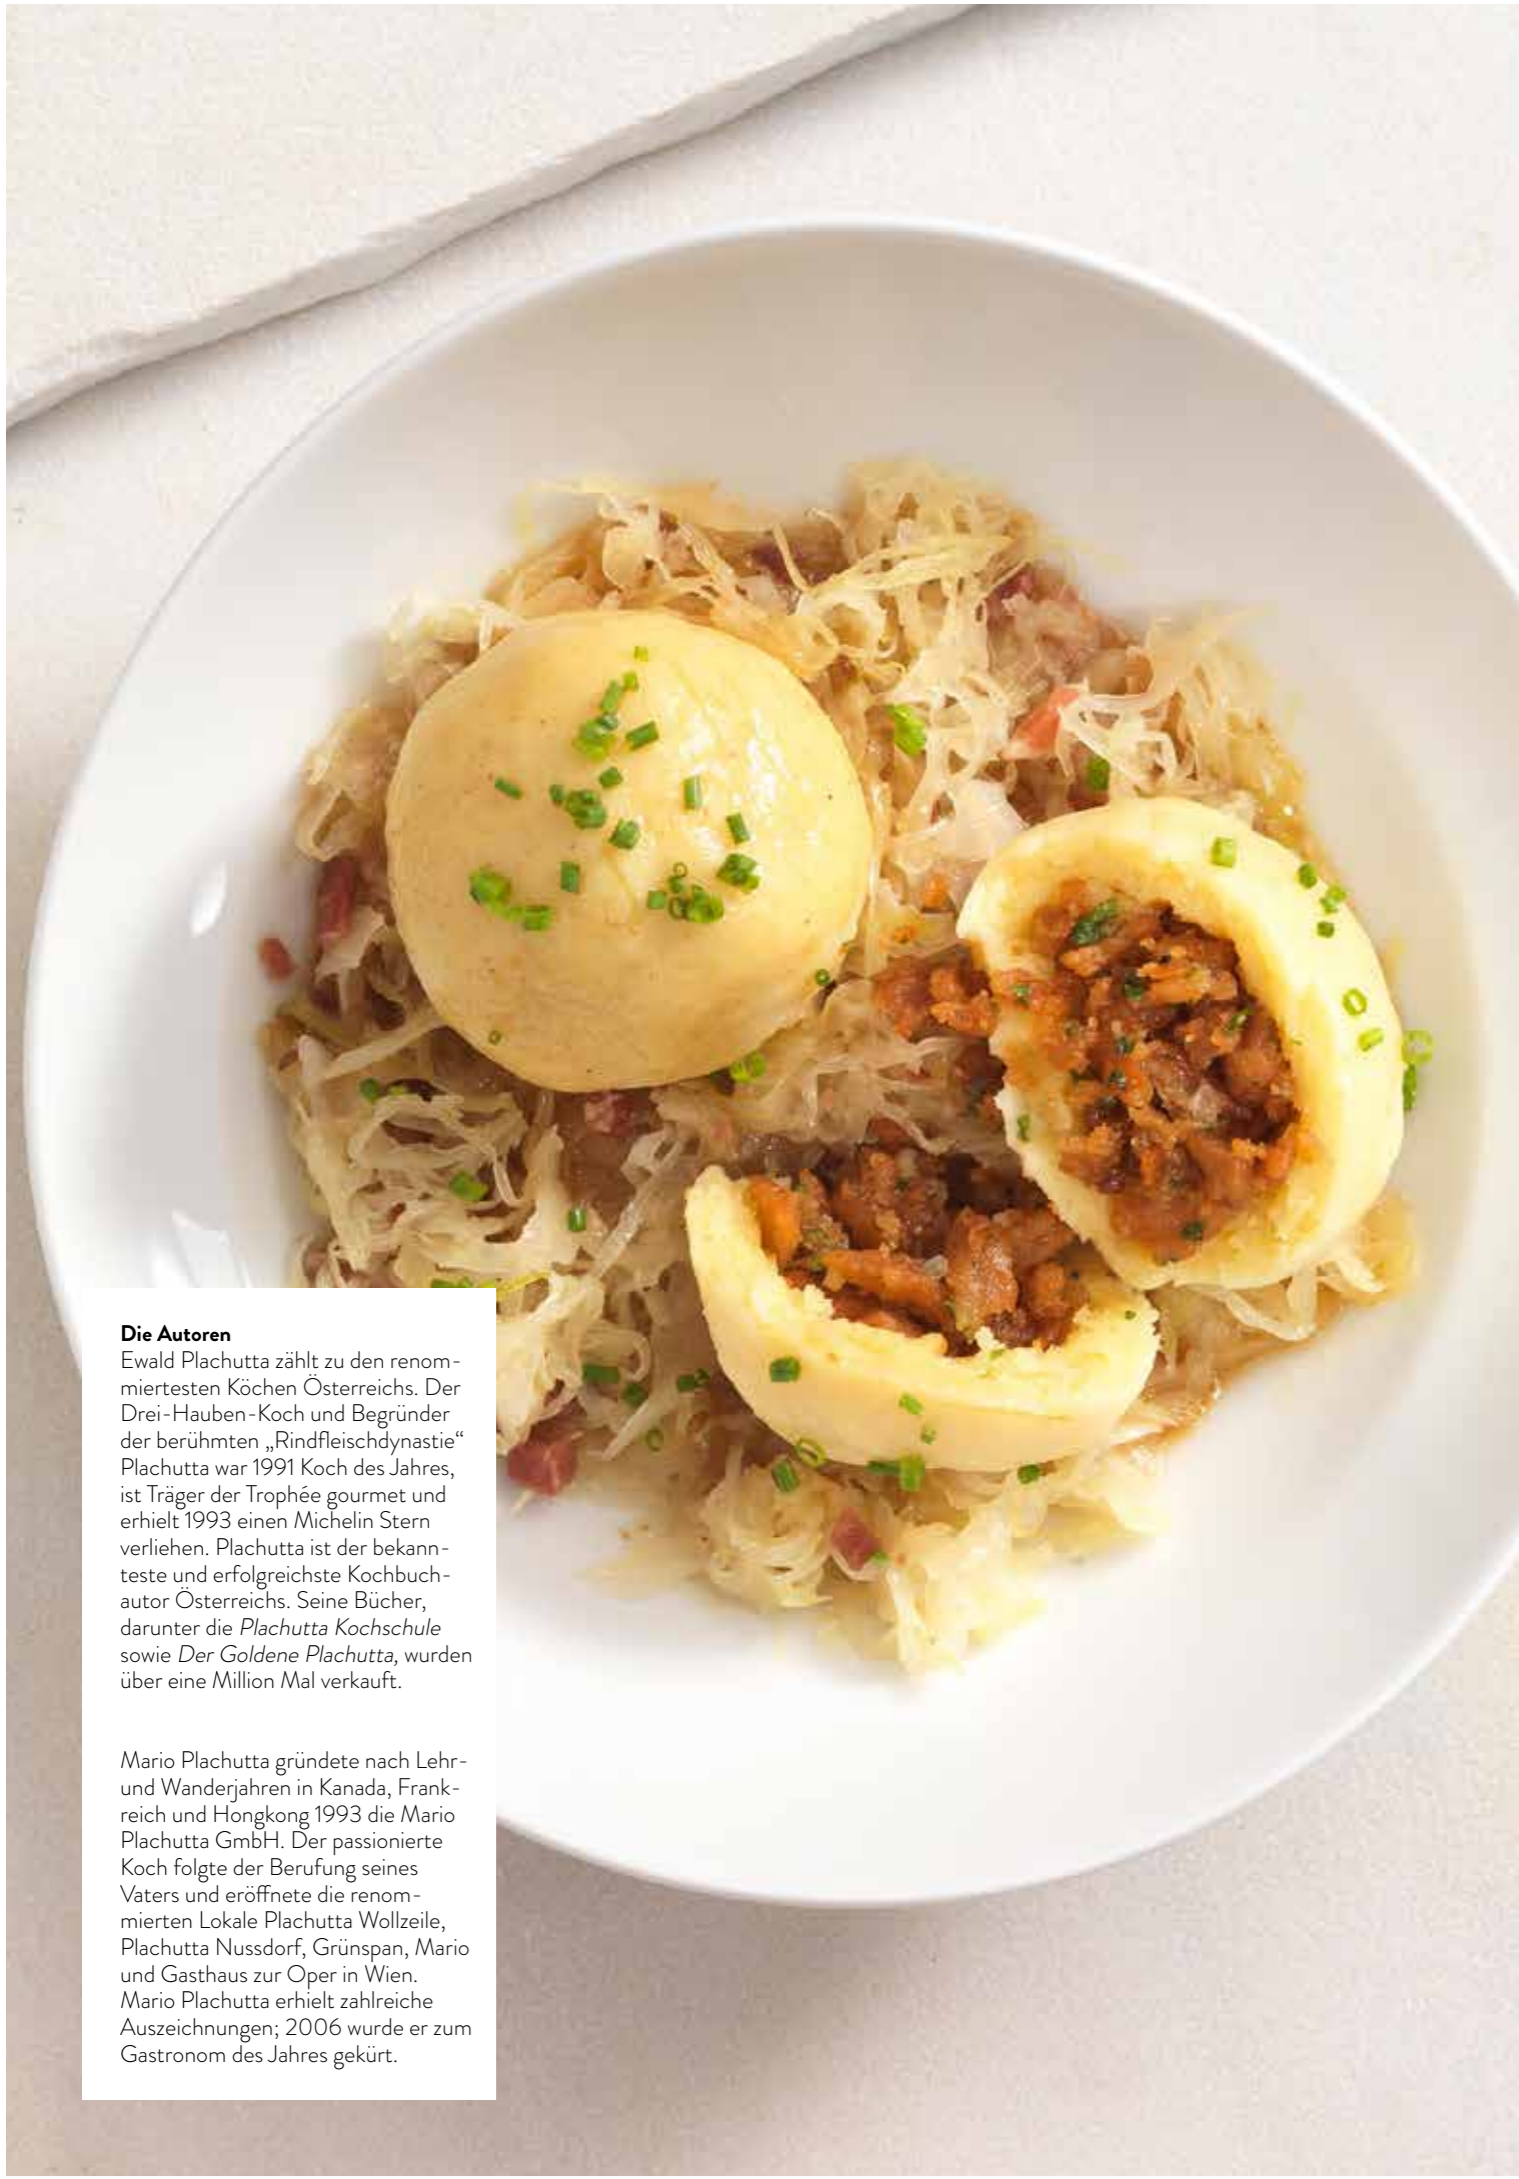 Die Autoren
Ewald Plachutta zählt zu den renom-
miertesten Köchen Österreichs. Der
Drei-Hauben-Koch und Begründer
der berühmten „Rindfleischdynastie“
Plachutta war 1991 Koch des Jahres,
ist Träger der Trophée gourmet und
erhielt 1993 einen Michelin Stern
verliehen. Plachutta ist der bekann-
teste und erfolgreichste Kochbuch-
autor Österreichs. Seine Bücher,
darunter die Plachutta Kochschule
sowie Der Goldene Plachutta, wurden
über eine Million Mal verkauft.
Mario Plachutta gründete nach Lehr-
und Wanderjahren in Kanada, Frank-
reich und Hongkong 1993 die Mario
Plachutta GmbH. Der passionierte
Koch folgte der Berufung seines
Vaters und eröffnete die renom-
mierten Lokale Plachutta Wollzeile,
Plachutta Nussdorf, Grünspan, Mario
und Gasthaus zur Oper in Wien.
Mario Plachutta erhielt zahlreiche
Auszeichnungen; 2006 wurde er zum
Gastronom des Jahres gekürt.